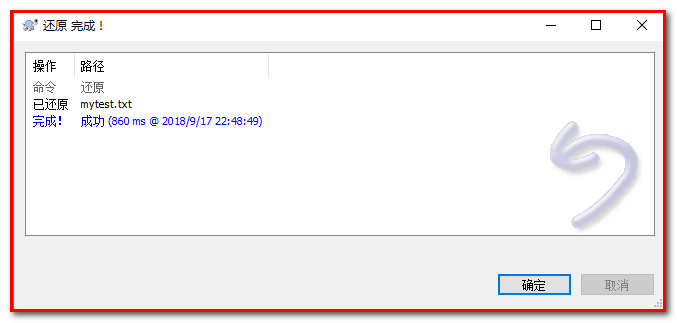 还原 完成！
操作 路径
命令 还原
已还原 mytest.txt
完成！ 成功 (860 ms @ 2018/9/17 22:48:49)
确定 取消